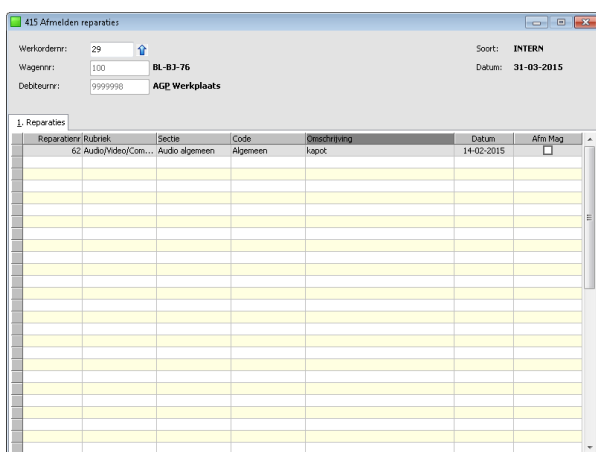 415 Afmelden reparaties
Werkordernr: 29 Soort: INTERN
Wagennr: 100 BL-BJ-76 Datum: 31-03-2015
Debiteurnr: 9999998 AGP Werkplaats
1. Reparaties
Reparatienr Rubriek Sectie Code Omschrijving Datum Afm Mag
62 Audio/Video/Com... Audio algemeen Algemeen kapot 14-02-2015